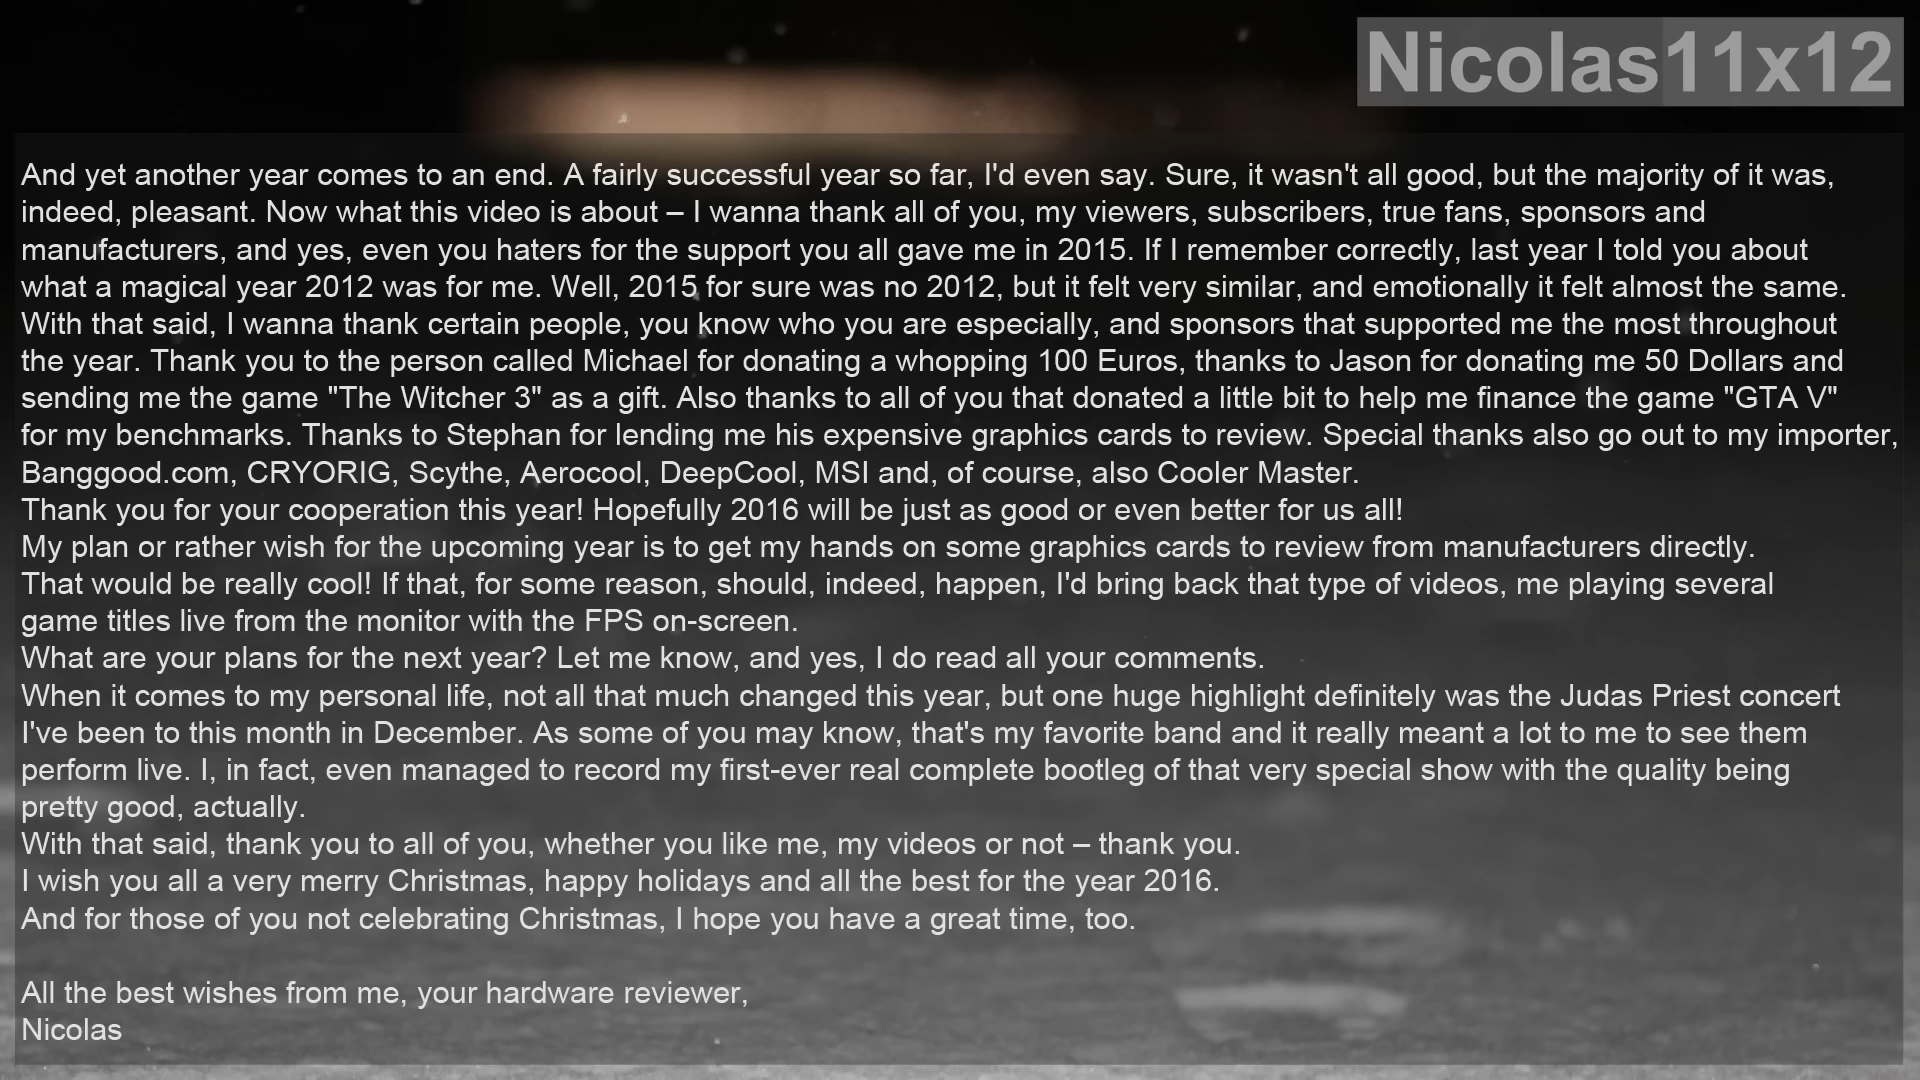 Nicolas11x12
And yet another year comes to an end. A fairly successful year so far, I'd even say. Sure, it wasn't all good, but the majority of it was,
indeed, pleasant. Now what this video is about – I wanna thank all of you, my viewers, subscribers, true fans, sponsors and
manufacturers, and yes, even you haters for the support you all gave me in 2015. If I remember correctly, last year I told you about
what a magical year 2012 was for me. Well, 2015 for sure was no 2012, but it felt very similar, and emotionally it felt almost the same.
With that said, I wanna thank certain people, you know who you are especially, and sponsors that supported me the most throughout
the year. Thank you to the person called Michael for donating a whopping 100 Euros, thanks to Jason for donating me 50 Dollars and
sending me the game "The Witcher 3" as a gift. Also thanks to all of you that donated a little bit to help me finance the game "GTA V"
for my benchmarks. Thanks to Stephan for lending me his expensive graphics cards to review. Special thanks also go out to my importer,
Banggood.com, CRYORIG, Scythe, Aerocool, DeepCool, MSI and, of course, also Cooler Master.
Thank you for your cooperation this year! Hopefully 2016 will be just as good or even better for us all!
My plan or rather wish for the upcoming year is to get my hands on some graphics cards to review from manufacturers directly.
That would be really cool! If that, for some reason, should, indeed, happen, I'd bring back that type of videos, me playing several
game titles live from the monitor with the FPS on-screen.
What are your plans for the next year? Let me know, and yes, I do read all your comments.
When it comes to my personal life, not all that much changed this year, but one huge highlight definitely was the Judas Priest concert
I've been to this month in December. As some of you may know, that's my favorite band and it really meant a lot to me to see them
perform live. I, in fact, even managed to record my first-ever real complete bootleg of that very special show with the quality being
pretty good, actually.
With that said, thank you to all of you, whether you like me, my videos or not – thank you.
I wish you all a very merry Christmas, happy holidays and all the best for the year 2016.
And for those of you not celebrating Christmas, I hope you have a great time, too.
All the best wishes from me, your hardware reviewer,
Nicolas